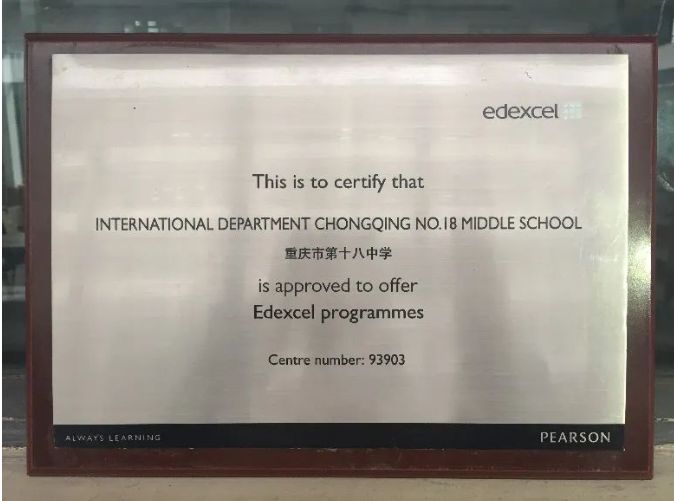 edexcel
This is to certify that
INTERNATIONAL DEPARTMENT CHONGQING NO.18 MIDDLE SCHOOL
重庆市第十八中学
is approved to offer
Edexcel programmes
Centre number: 93903
ALWAYS LEARNING
PEARSON